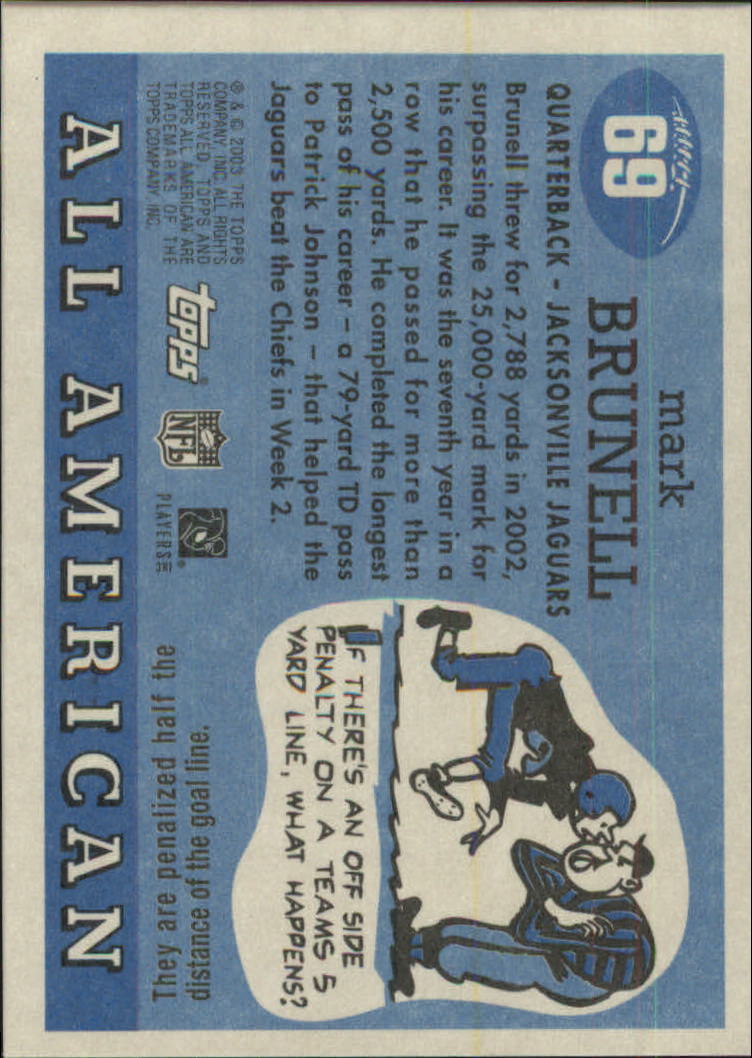 69
mark
BRUNELL
QUARTERBACK - JACKSONVILLE JAGUARS
Brunell threw for 2,788 yards in 2002,
surpassing the 25,000-yard mark for
his career. It was the seventh year in a
row that he passed for more than
2,500 yards. He completed the longest
pass of his career – a 79-yard TD pass
to Patrick Johnson – that helped the
Jaguars beat the Chiefs in Week 2.
IF THERE'S AN OFF SIDE
PENALTY ON A TEAMS 5
YARD LINE, WHAT HAPPENS?
They are penalized half the
distance of the goal line.
® & © 2003 THE TOPPS
COMPANY, INC. ALL RIGHTS
RESERVED. TOPPS AND
TOPPS ALL AMERICAN ARE
TRADEMARKS OF THE
TOPPS COMPANY, INC.
topps®
NFL
PLAYERS INC
ALL AMERICAN